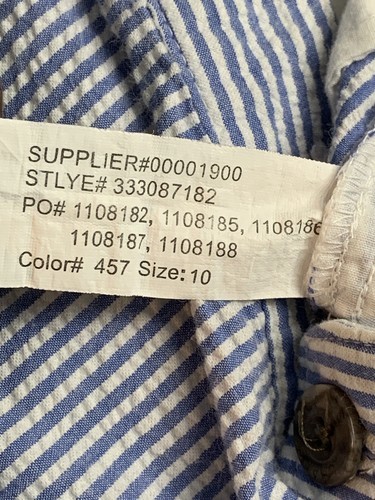 SUPPLIER#00001900
STLYE# 333087182
PO# 1108182, 1108185, 1108186
1108187, 1108188
Color# 457 Size: 10